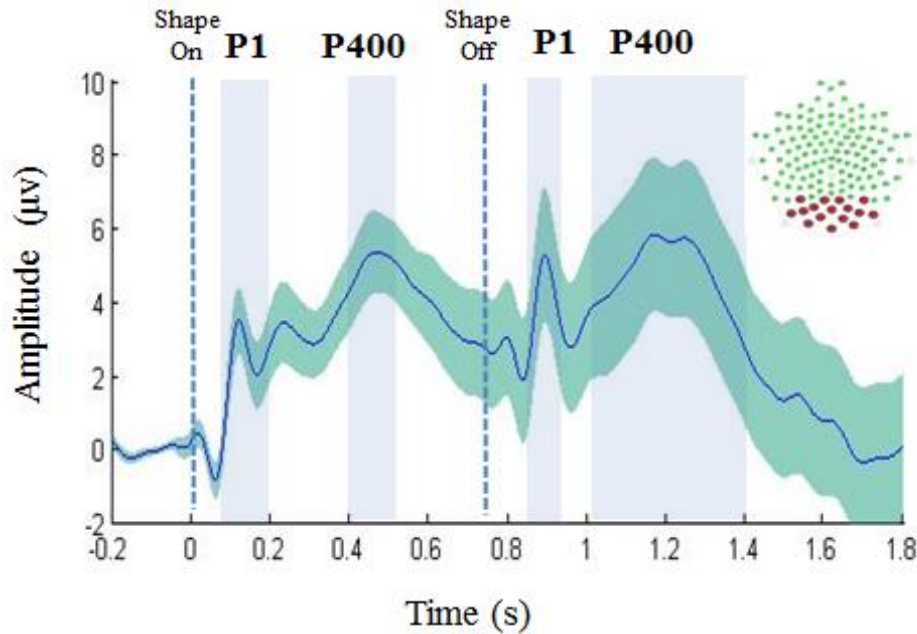 Shape
On
P1
P400
Shape
Off
P1
P400
10
8
6
4
2
0
-2
Amplitude (μv)
-0.2
0
0.2
0.4
0.6
0.8
1
1.2
1.4
1.6
1.8
Time (s)